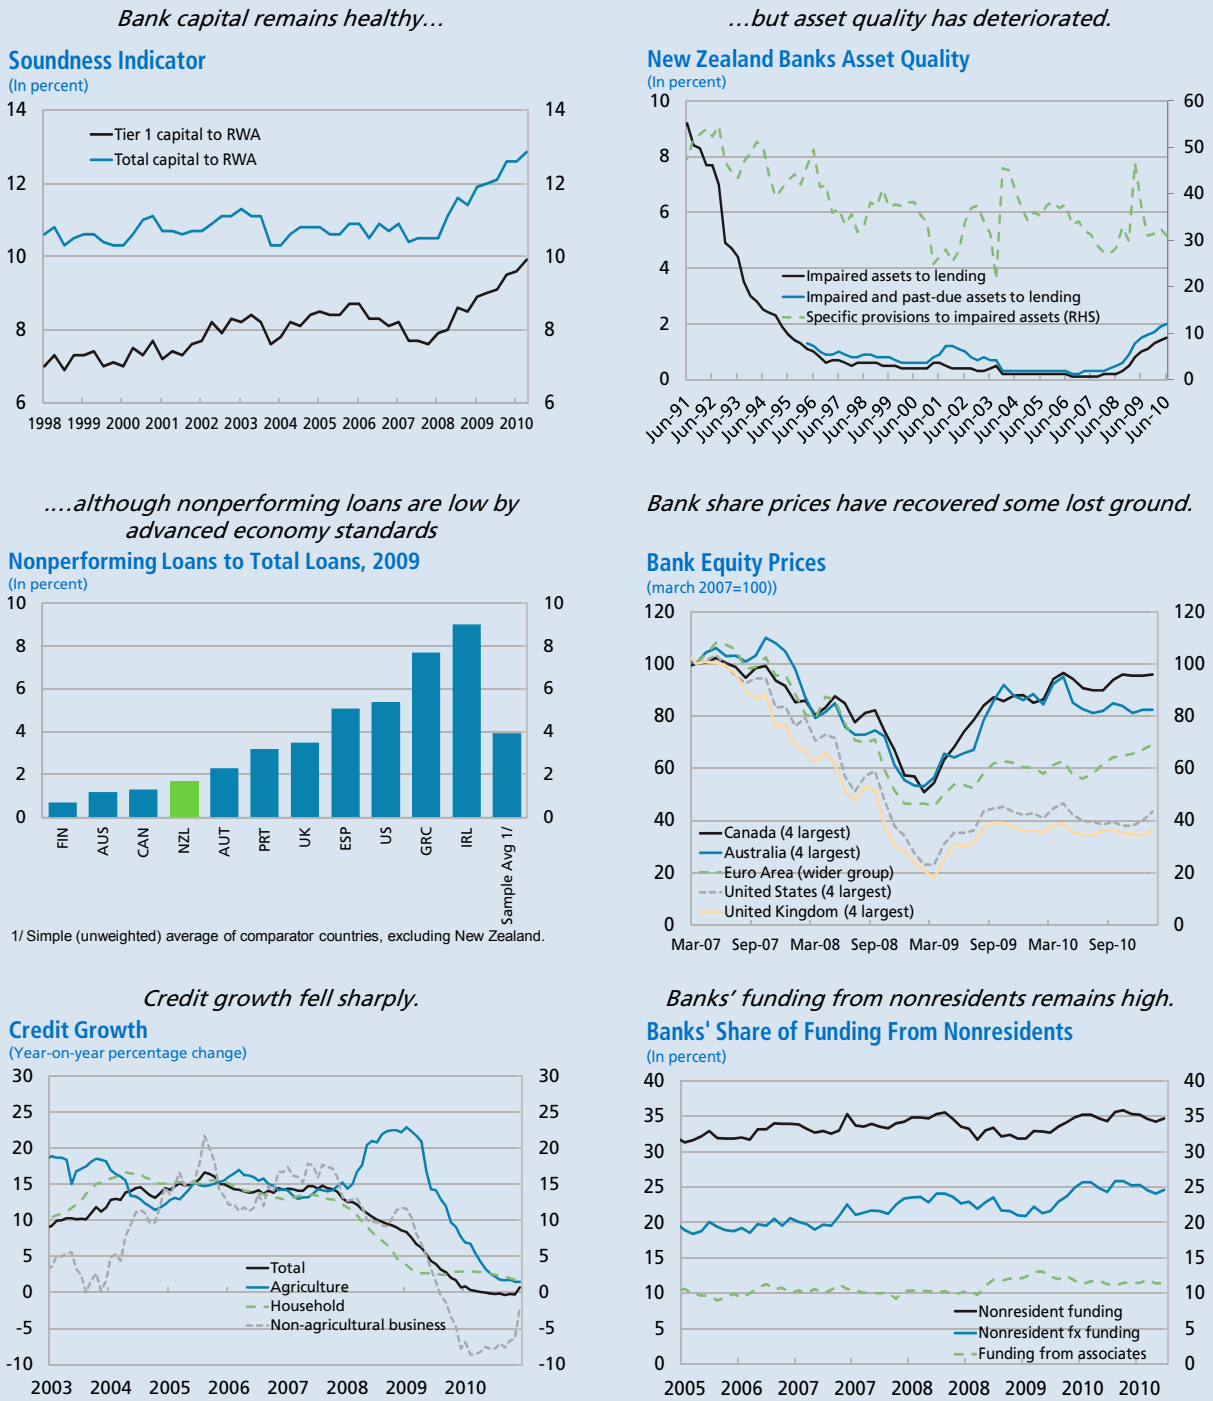 Bank capital remains healthy…
Soundness Indicator
(In percent)
14
12
10
8
6
14
12
10
8
6
Tier 1 capital to RWA
Total capital to RWA
1998 1999 2000 2001 2002 2003 2004 2005 2006 2007 2008 2009 2010
…but asset quality has deteriorated.
New Zealand Banks Asset Quality
(In percent)
10
8
6
4
2
0
60
50
40
30
20
10
0
Impaired assets to lending
Impaired and past-due assets to lending
Specific provisions to impaired assets (RHS)
Jun-91 Jun-92 Jun-93 Jun-94 Jun-95 Jun-96 Jun-97 Jun-98 Jun-99 Jun-00 Jun-01 Jun-02 Jun-03 Jun-04 Jun-05 Jun-06 Jun-07 Jun-08 Jun-09 Jun-10
….although nonperforming loans are low by
advanced economy standards
Nonperforming Loans to Total Loans, 2009
(In percent)
10
8
6
4
2
0
10
8
6
4
2
0
FIN AUS CAN NZL AUT PRT UK ESP US GRC IRL Sample Avg 1/
1/ Simple (unweighted) average of comparator countries, excluding New Zealand.
Bank share prices have recovered some lost ground.
Bank Equity Prices
(march 2007=100))
120
100
80
60
40
20
0
120
100
80
60
40
20
0
Canada (4 largest)
Australia (4 largest)
Euro Area (wider group)
United States (4 largest)
United Kingdom (4 largest)
Mar-07 Sep-07 Mar-08 Sep-08 Mar-09 Sep-09 Mar-10 Sep-10
Credit growth fell sharply.
Credit Growth
(Year-on-year percentage change)
30
25
20
15
10
5
0
-5
-10
30
25
20
15
10
5
0
-5
-10
Total
Agriculture
Household
Non-agricultural business
2003 2004 2005 2006 2007 2008 2009 2010
Banks’ funding from nonresidents remains high.
Banks' Share of Funding From Nonresidents
(In percent)
40
35
30
25
20
15
10
5
0
40
35
30
25
20
15
10
5
0
Nonresident funding
Nonresident fx funding
Funding from associates
2005 2006 2007 2007 2008 2008 2009 2010 2010